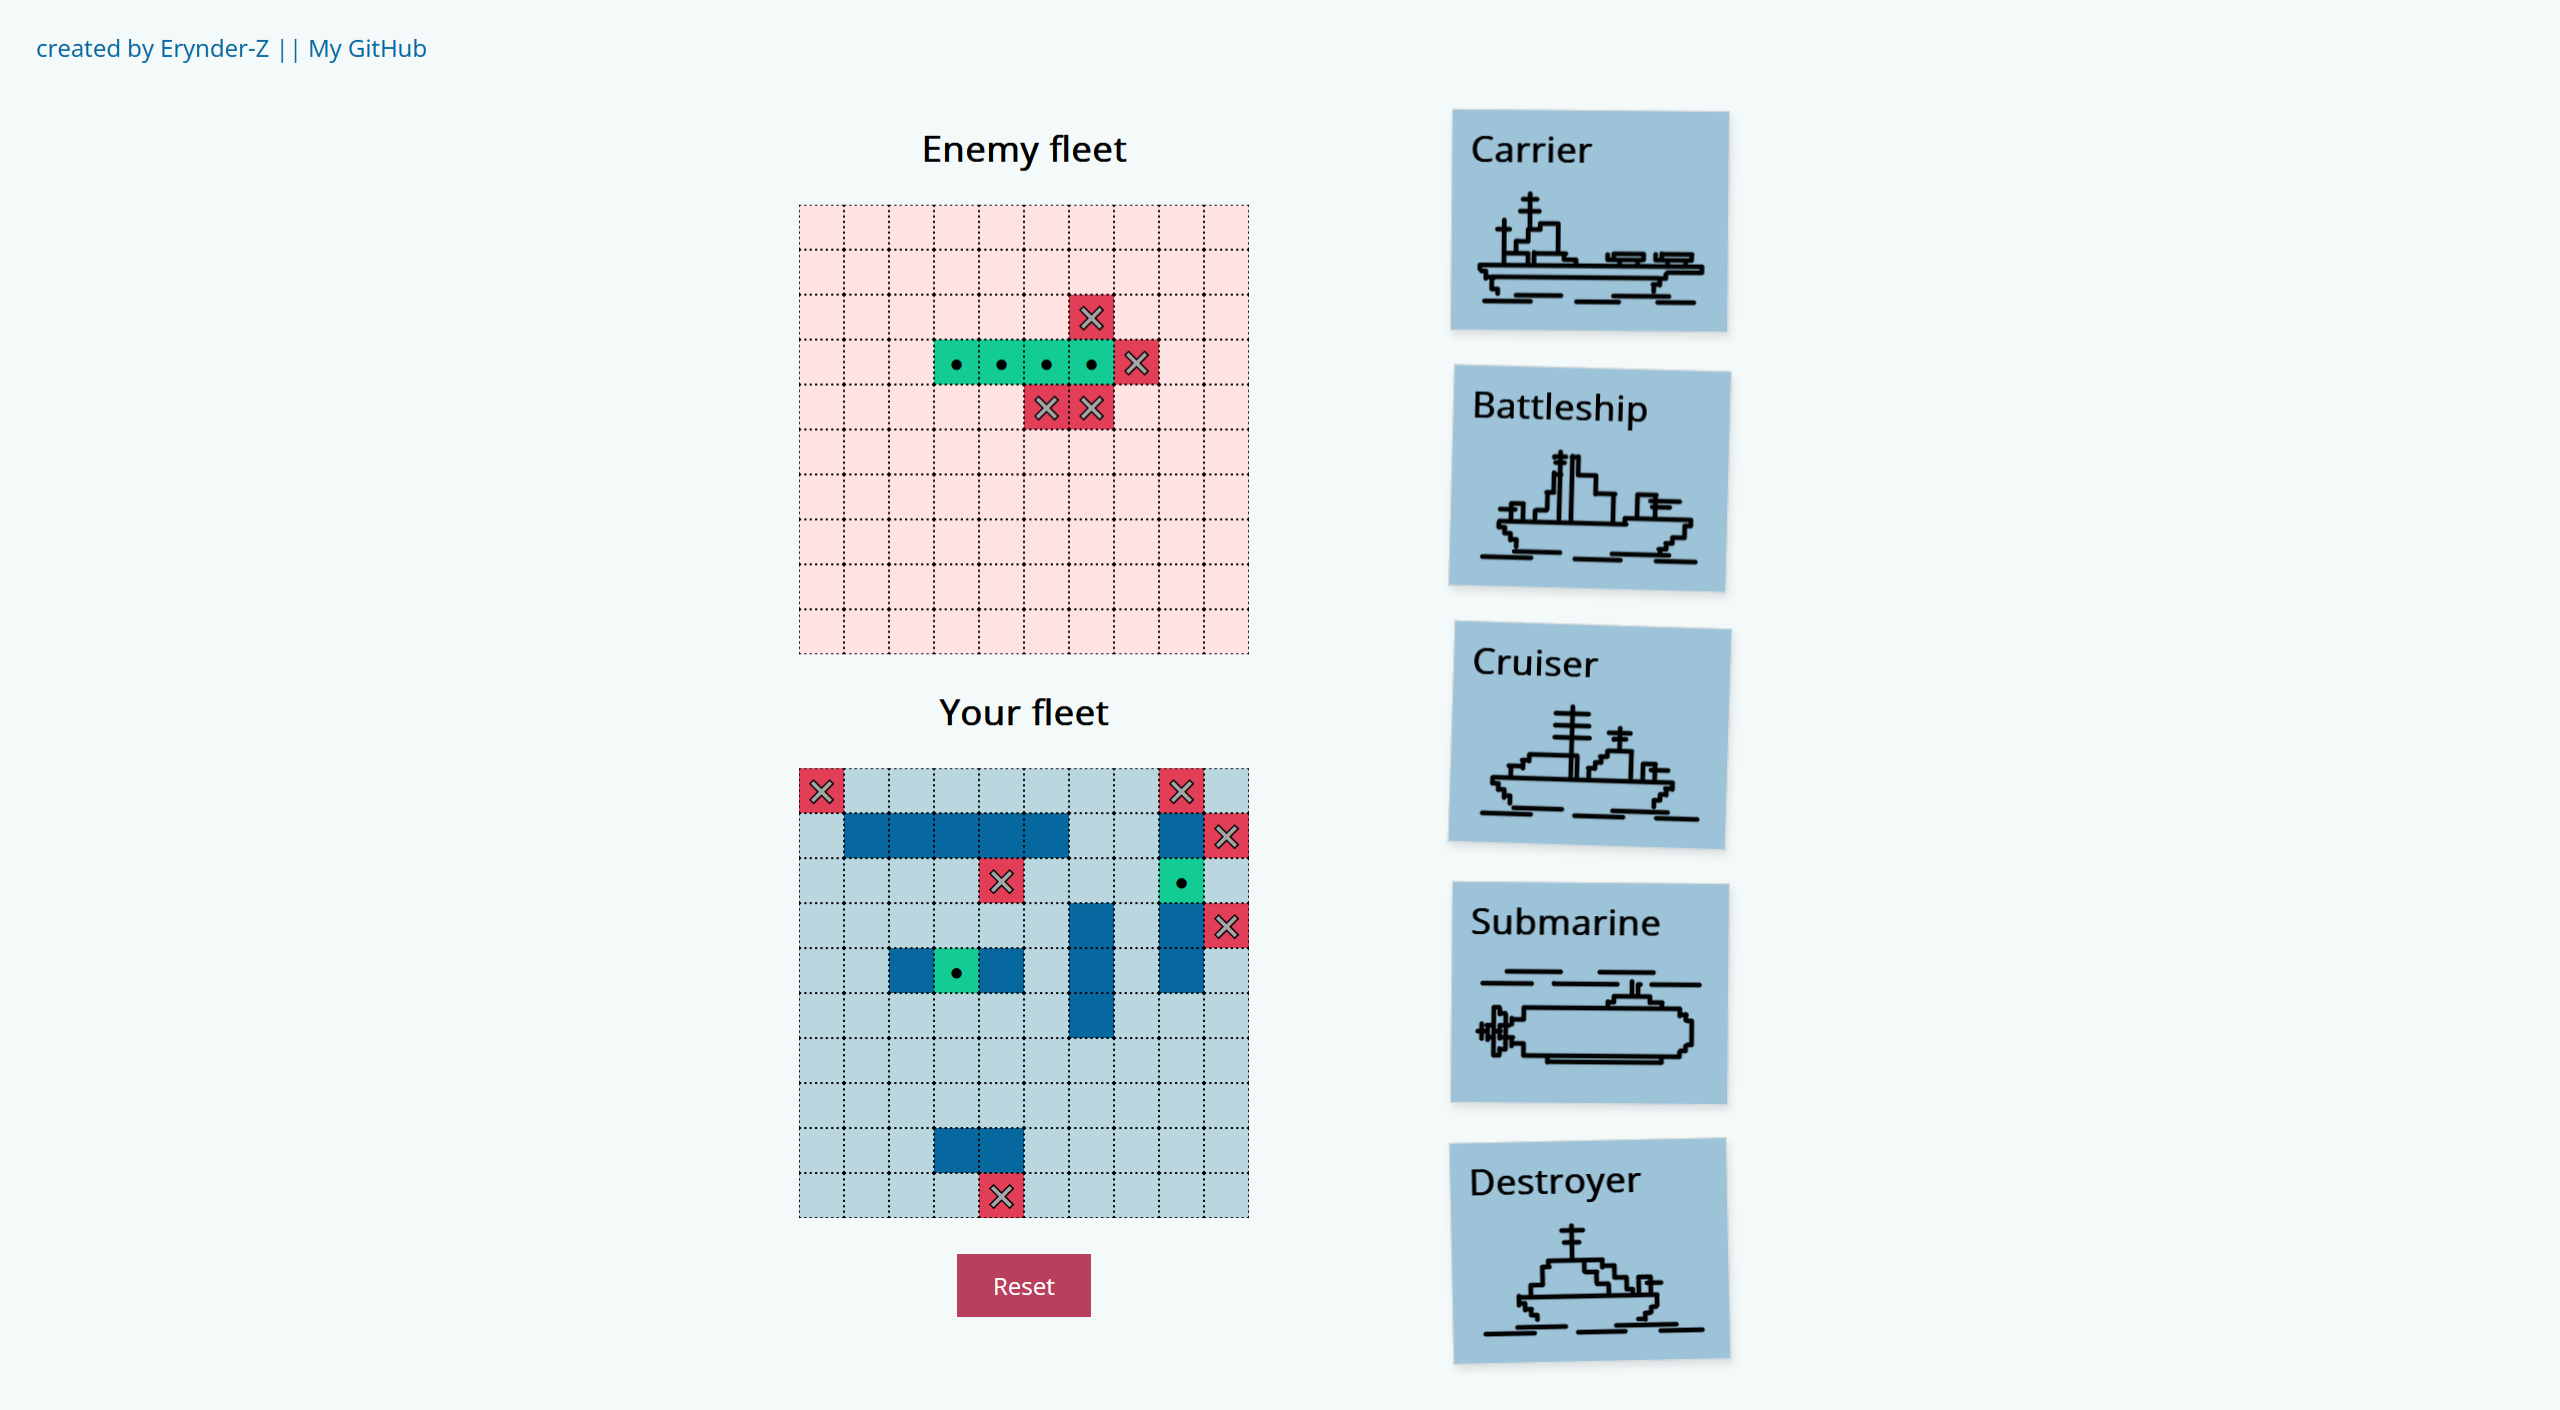 created by Erynder-Z || My GitHub
Enemy fleet
Your fleet
Reset
Carrier
Battleship
Cruiser
Submarine
Destroyer